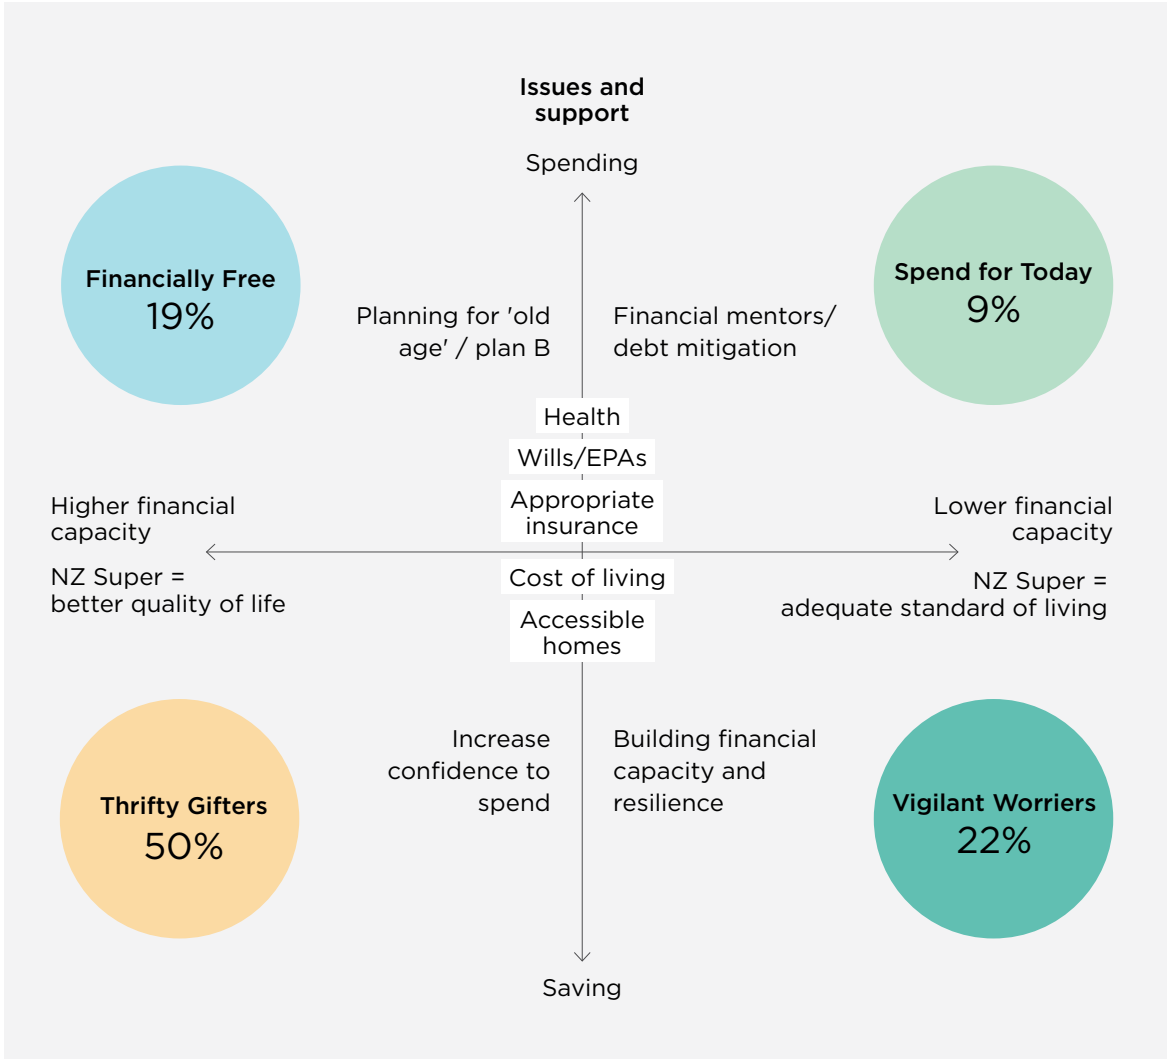 Issues and
support
Spending
Financially Free
19%
Spend for Today
9%
Planning for 'old
age' / plan B
Financial mentors/
debt mitigation
Health
Wills/EPAs
Appropriate
insurance
Higher financial
capacity
Lower financial
capacity
NZ Super =
better quality of life
Cost of living
NZ Super =
adequate standard of living
Accessible
homes
Increase
confidence to
spend
Building financial
capacity and
resilience
Thrifty Gifters
50%
Vigilant Worriers
22%
Saving